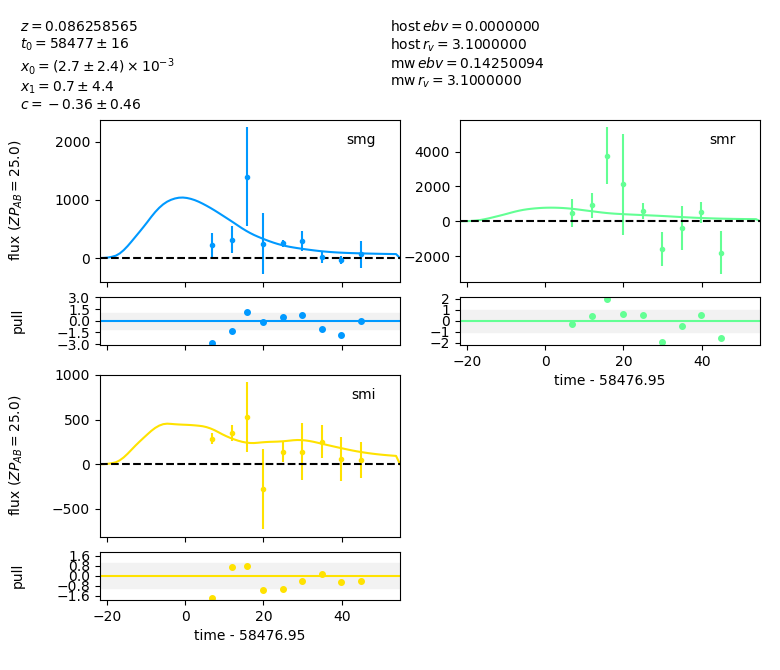 z = 0.086258565
t₀ = 58477 ± 16
x₀ = (2.7 ± 2.4) × 10⁻³
x₁ = 0.7 ± 4.4
c = −0.36 ± 0.46
host ebv = 0.0000000
host r_v = 3.1000000
mw ebv = 0.14250094
mw r_v = 3.1000000
smg
flux (ZP_AB = 25.0)
2000
1000
0
pull
3.0
1.5
0.0
−1.5
−3.0
smr
4000
2000
0
−2000
2
1
0
−1
−2
−20
0
20
40
time - 58476.95
smi
flux (ZP_AB = 25.0)
1000
500
0
−500
pull
1.6
0.8
0.0
−0.8
−1.6
−20
0
20
40
time - 58476.95